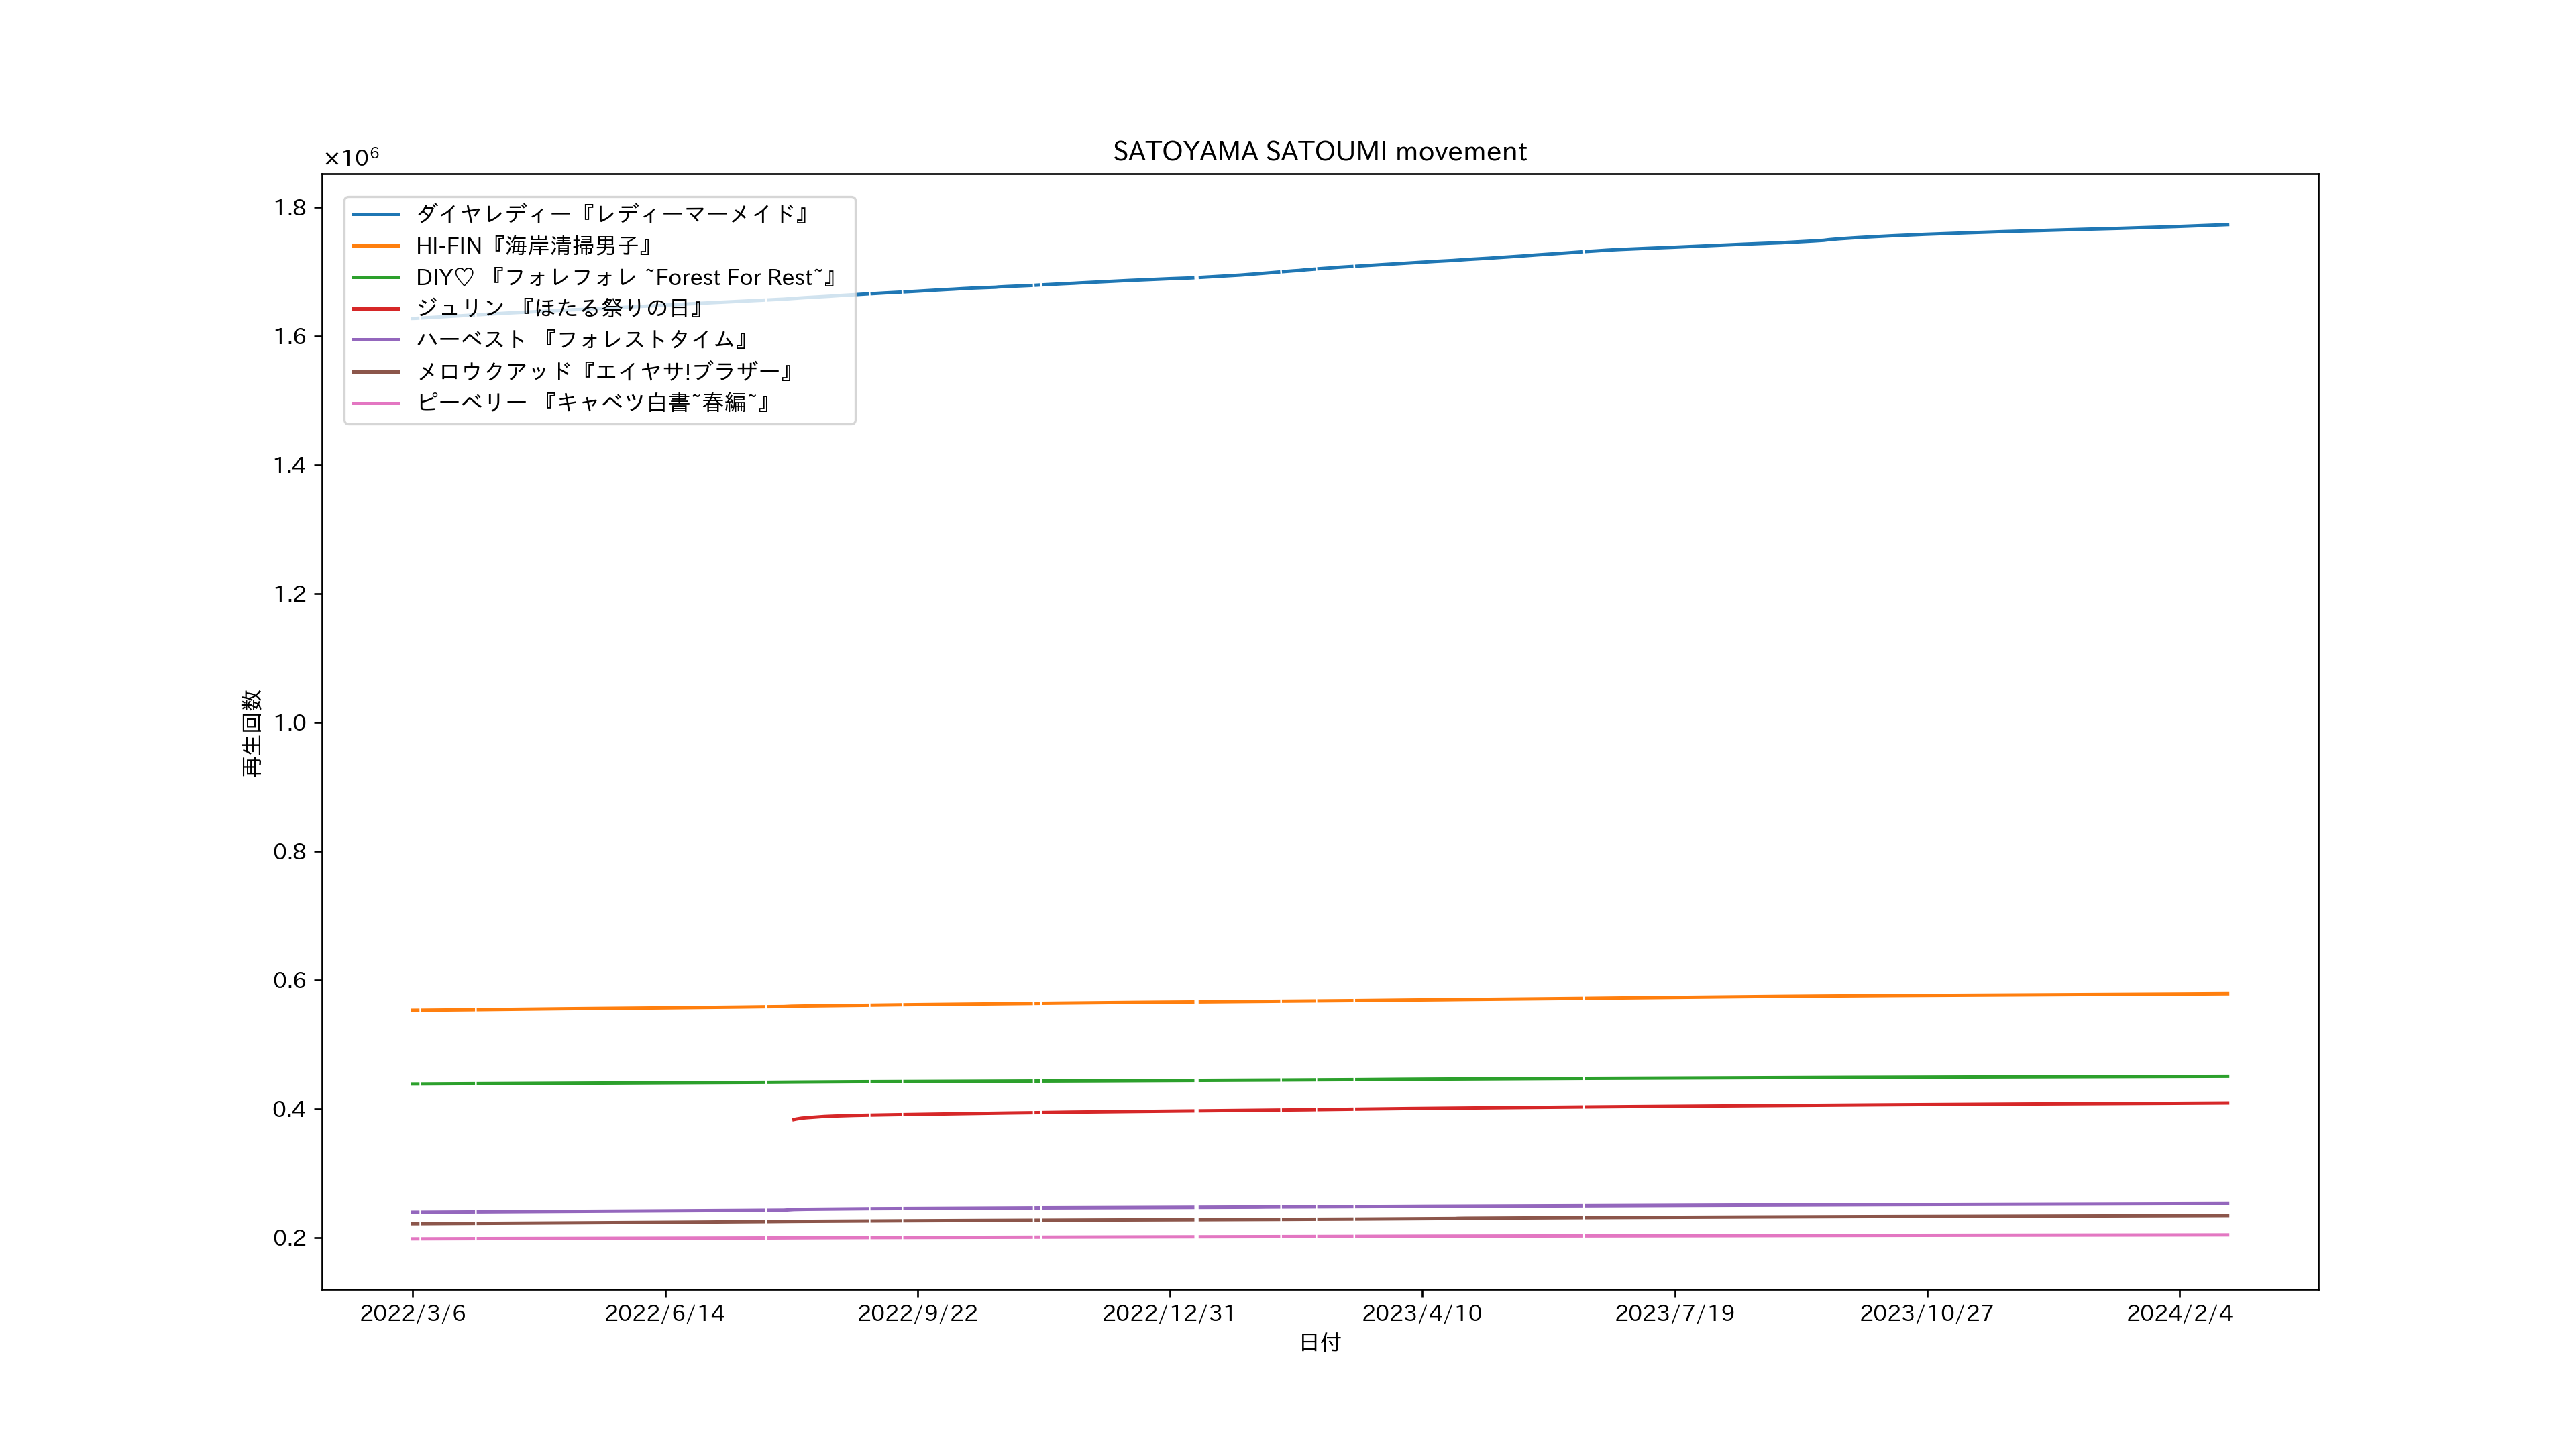 SATOYAMA SATOUMI movement
×10⁶
1.8
1.6
1.4
1.2
1.0
0.8
0.6
0.4
0.2
再生回数
ダイヤレディー『レディーマーメイド』
HI-FIN『海岸清掃男子』
DIY♡ 『フォレフォレ ~Forest For Rest~』
ジュリン 『ほたる祭りの日』
ハーベスト 『フォレストタイム』
メロウクアッド『エイヤサ!ブラザー』
ピーベリー 『キャベツ白書~春編~』
2022/3/6 2022/6/14 2022/9/22 2022/12/31 2023/4/10 2023/7/19 2023/10/27 2024/2/4
日付